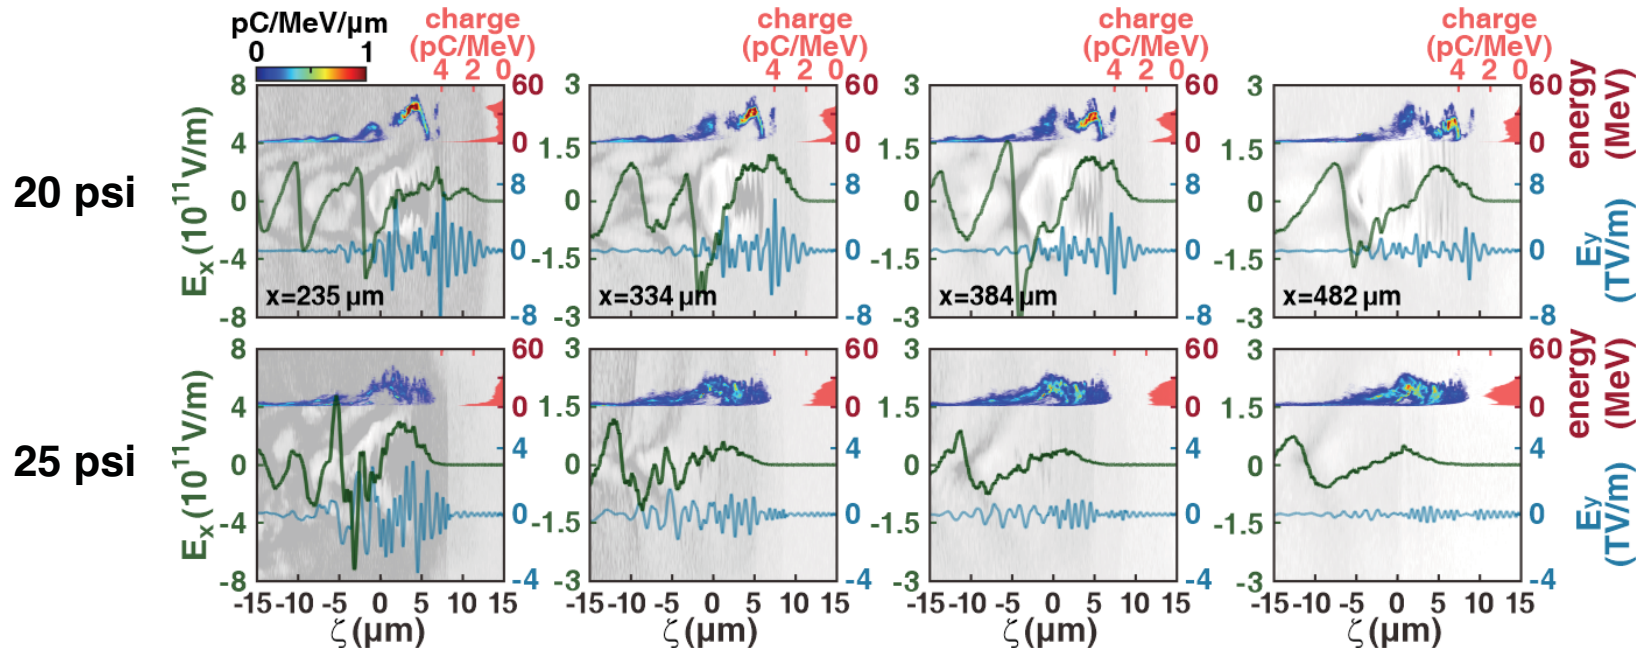 pC/MeV/µm
0 1
charge
(pC/MeV)
4 2 0
charge
(pC/MeV)
4 2 0
charge
(pC/MeV)
4 2 0
charge
(pC/MeV)
4 2 0
20 psi
Ex (10^11 V/m)
8
4
0
-4
-8
x=235 µm
60
0
8
0
-8
3
1.5
0
-1.5
-3
x=334 µm
60
0
8
0
-8
3
1.5
0
-1.5
-3
x=384 µm
60
0
8
0
-8
3
1.5
0
-1.5
-3
x=482 µm
60
0
8
0
-8
energy
(MeV)
Ey
(TV/m)
25 psi
Ex (10^11 V/m)
8
4
0
-4
-8
60
0
4
0
-4
3
1.5
0
-1.5
-3
60
0
4
0
-4
3
1.5
0
-1.5
-3
60
0
4
0
-4
3
1.5
0
-1.5
-3
60
0
4
0
-4
energy
(MeV)
Ey
(TV/m)
-15 -10 -5 0 5 10 15
ζ (µm)
-15 -10 -5 0 5 10 15
ζ (µm)
-15 -10 -5 0 5 10 15
ζ (µm)
-15 -10 -5 0 5 10 15
ζ (µm)